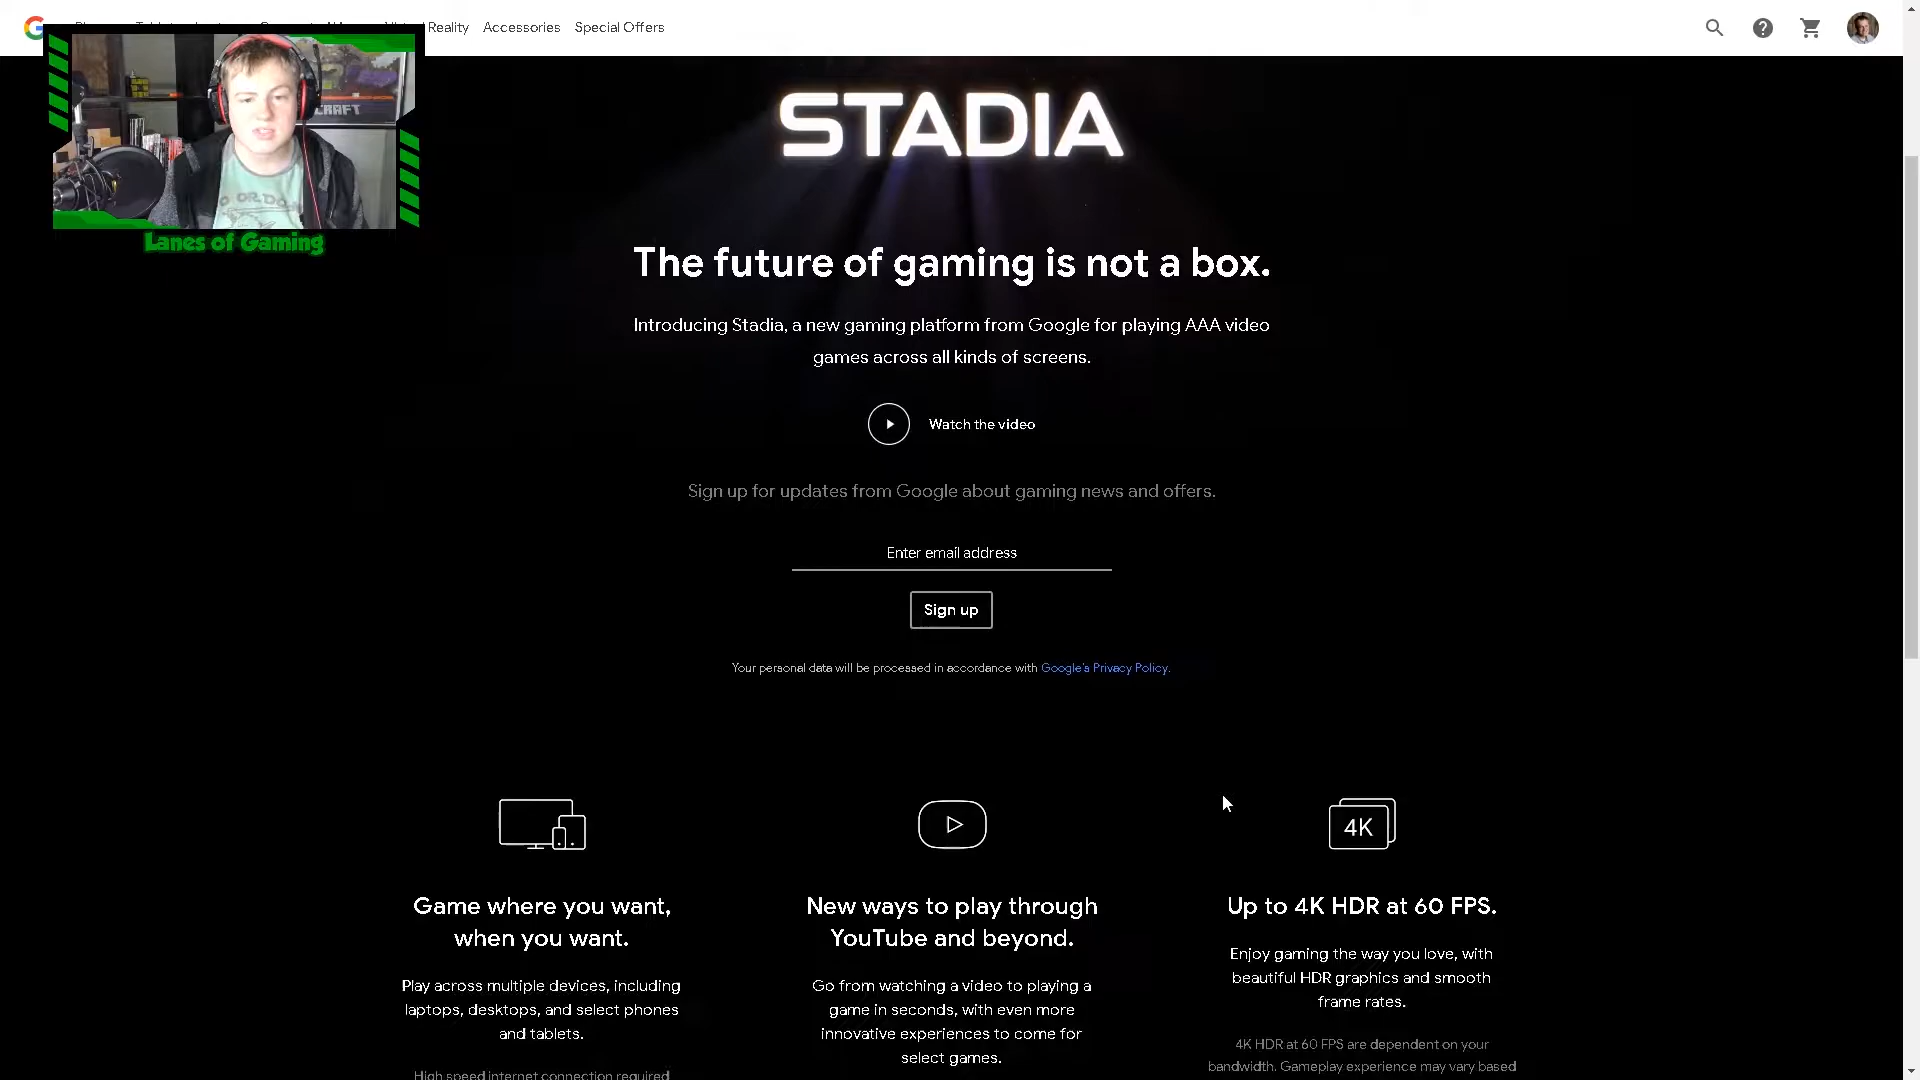 Reality Accessories Special Offers
CRAFT
Lanes of Gaming
STADIA
The future of gaming is not a box.
Introducing Stadia, a new gaming platform from Google for playing AAA video
games across all kinds of screens.
Watch the video
Sign up for updates from Google about gaming news and offers.
Enter email address
Sign up
Your personal data will be processed in accordance with Google's Privacy Policy.
4K
Game where you want,
when you want.
Play across multiple devices, including
laptops, desktops, and select phones
and tablets.
High speed internet connection required
New ways to play through
YouTube and beyond.
Go from watching a video to playing a
game in seconds, with even more
innovative experiences to come for
select games.
Up to 4K HDR at 60 FPS.
Enjoy gaming the way you love, with
beautiful HDR graphics and smooth
frame rates.
4K HDR at 60 FPS are dependent on your
bandwidth. Gameplay experience may vary based